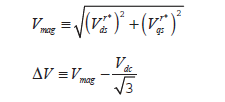 V_mag ≡ √((V_ds^r*)^2 + (V_qs^r*)^2)
ΔV ≡ V_mag − V_dc/√3